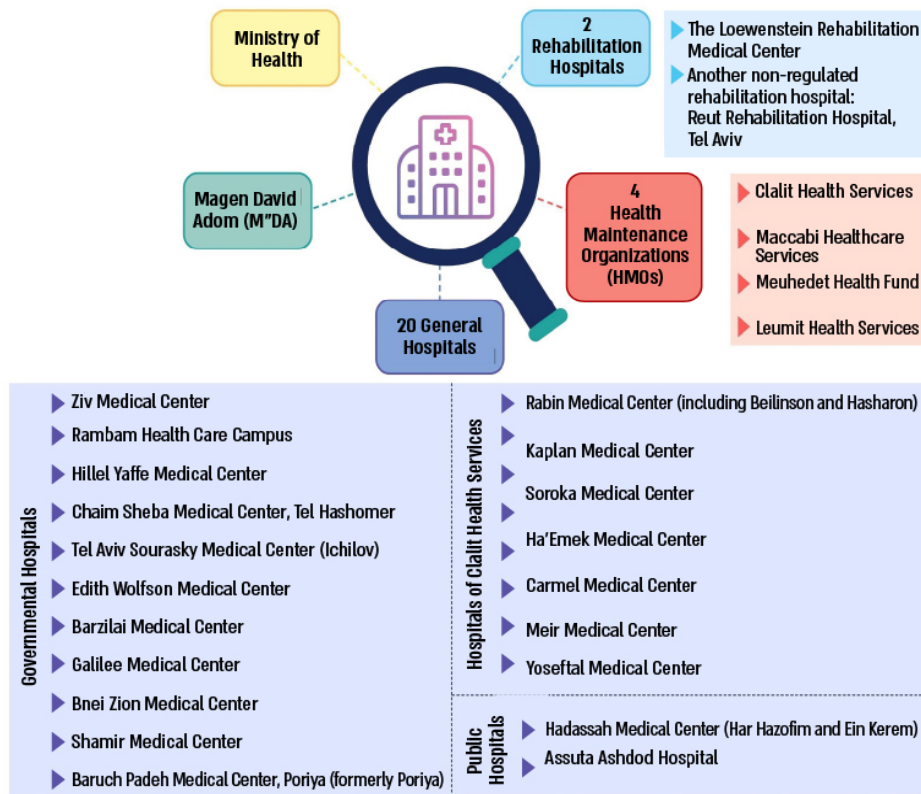 Ministry of
Health
2
Rehabilitation
Hospitals
The Loewenstein Rehabilitation
Medical Center
Another non-regulated
rehabilitation hospital:
Reut Rehabilitation Hospital,
Tel Aviv
Magen David
Adom (M"DA)
4
Health
Maintenance
Organizations
(HMOs)
Clalit Health Services
Maccabi Healthcare
Services
Meuhedet Health Fund
Leumit Health Services
20 General
Hospitals
Governmental Hospitals
Ziv Medical Center
Rambam Health Care Campus
Hillel Yaffe Medical Center
Chaim Sheba Medical Center, Tel Hashomer
Tel Aviv Sourasky Medical Center (Ichilov)
Edith Wolfson Medical Center
Barzilai Medical Center
Galilee Medical Center
Bnei Zion Medical Center
Shamir Medical Center
Baruch Padeh Medical Center, Poriya (formerly Poriya)
Hospitals of Clalit Health Services
Rabin Medical Center (including Beilinson and Hasharon)
Kaplan Medical Center
Soroka Medical Center
Ha'Emek Medical Center
Carmel Medical Center
Meir Medical Center
Yoseftal Medical Center
Public
Hospitals
Hadassah Medical Center (Har Hazofim and Ein Kerem)
Assuta Ashdod Hospital